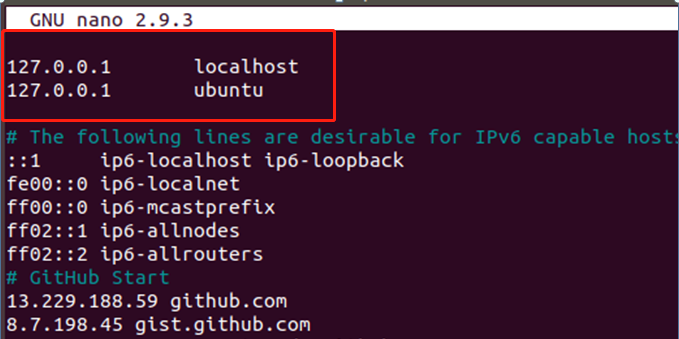 GNU nano 2.9.3
127.0.0.1 localhost
127.0.0.1 ubuntu
# The following lines are desirable for IPv6 capable hosts
::1 ip6-localhost ip6-loopback
fe00::0 ip6-localnet
ff00::0 ip6-mcastprefix
ff02::1 ip6-allnodes
ff02::2 ip6-allrouters
# GitHub Start
13.229.188.59 github.com
8.7.198.45 gist.github.com